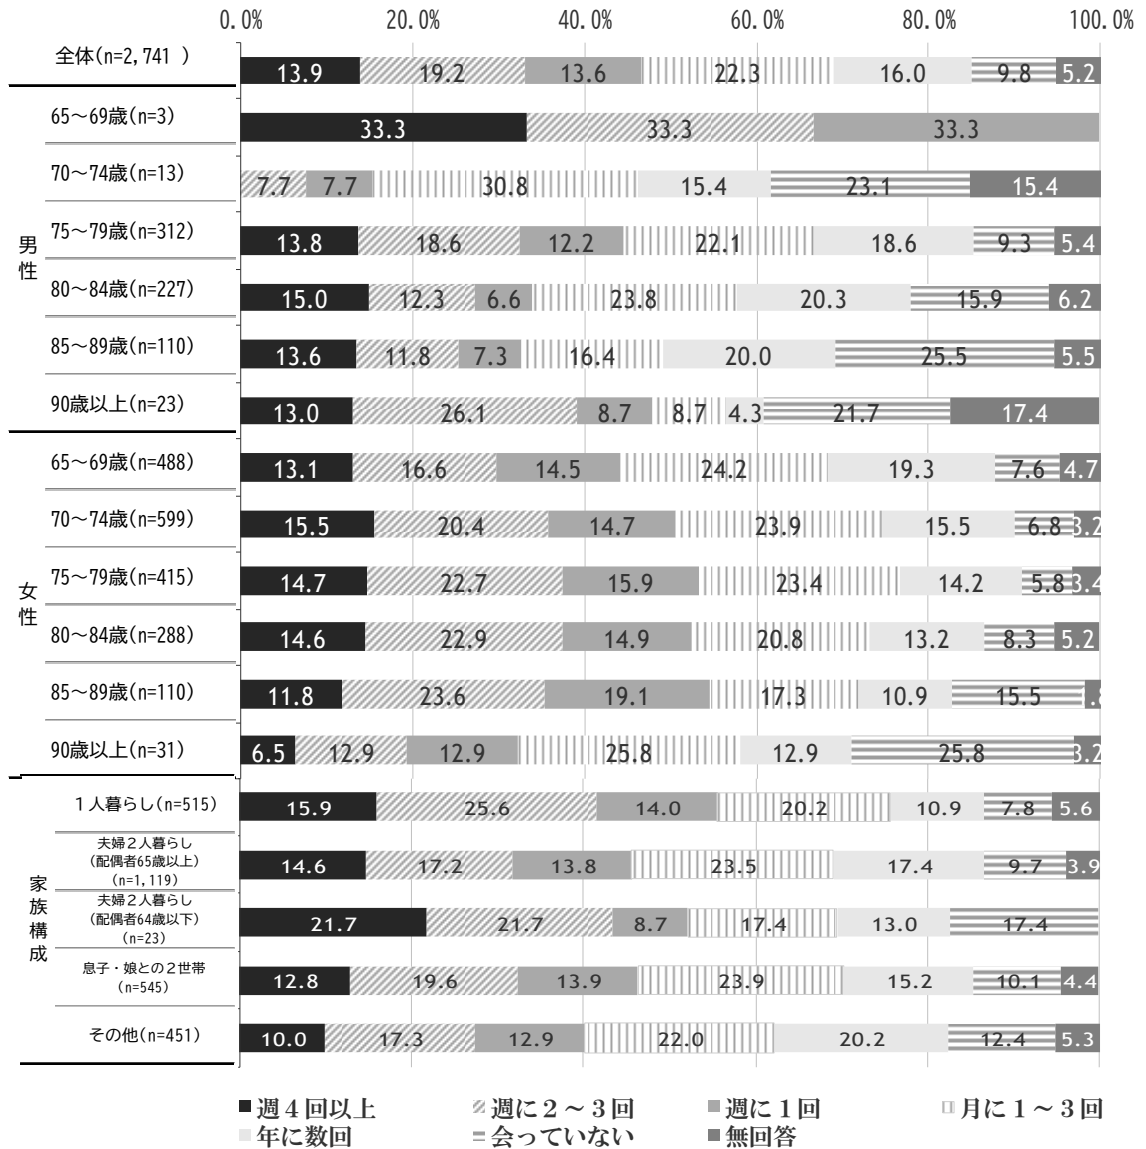 0.0% 20.0% 40.0% 60.0% 80.0% 100.0%
全体(n=2,741 ) 13.9 19.2 13.6 22.3 16.0 9.8 5.2
男性
65～69歳(n=3) 33.3 33.3 33.3
70～74歳(n=13) 7.7 7.7 30.8 15.4 23.1 15.4
75～79歳(n=312) 13.8 18.6 12.2 22.1 18.6 9.3 5.4
80～84歳(n=227) 15.0 12.3 6.6 23.8 20.3 15.9 6.2
85～89歳(n=110) 13.6 11.8 7.3 16.4 20.0 25.5 5.5
90歳以上(n=23) 13.0 26.1 8.7 8.7 4.3 21.7 17.4
女性
65～69歳(n=488) 13.1 16.6 14.5 24.2 19.3 7.6 4.7
70～74歳(n=599) 15.5 20.4 14.7 23.9 15.5 6.8 3.2
75～79歳(n=415) 14.7 22.7 15.9 23.4 14.2 5.8 3.4
80～84歳(n=288) 14.6 22.9 14.9 20.8 13.2 8.3 5.2
85～89歳(n=110) 11.8 23.6 19.1 17.3 10.9 15.5
90歳以上(n=31) 6.5 12.9 12.9 25.8 12.9 25.8 3.2
家族構成
１人暮らし(n=515) 15.9 25.6 14.0 20.2 10.9 7.8 5.6
夫婦２人暮らし
(配偶者65歳以上)
(n=1,119) 14.6 17.2 13.8 23.5 17.4 9.7 3.9
夫婦２人暮らし
(配偶者64歳以下)
(n=23) 21.7 21.7 8.7 17.4 13.0 17.4
息子・娘との２世帯
(n=545) 12.8 19.6 13.9 23.9 15.2 10.1 4.4
その他(n=451) 10.0 17.3 12.9 22.0 20.2 12.4 5.3
週４回以上 週に２～３回 週に１回 月に１～３回
年に数回 会っていない 無回答